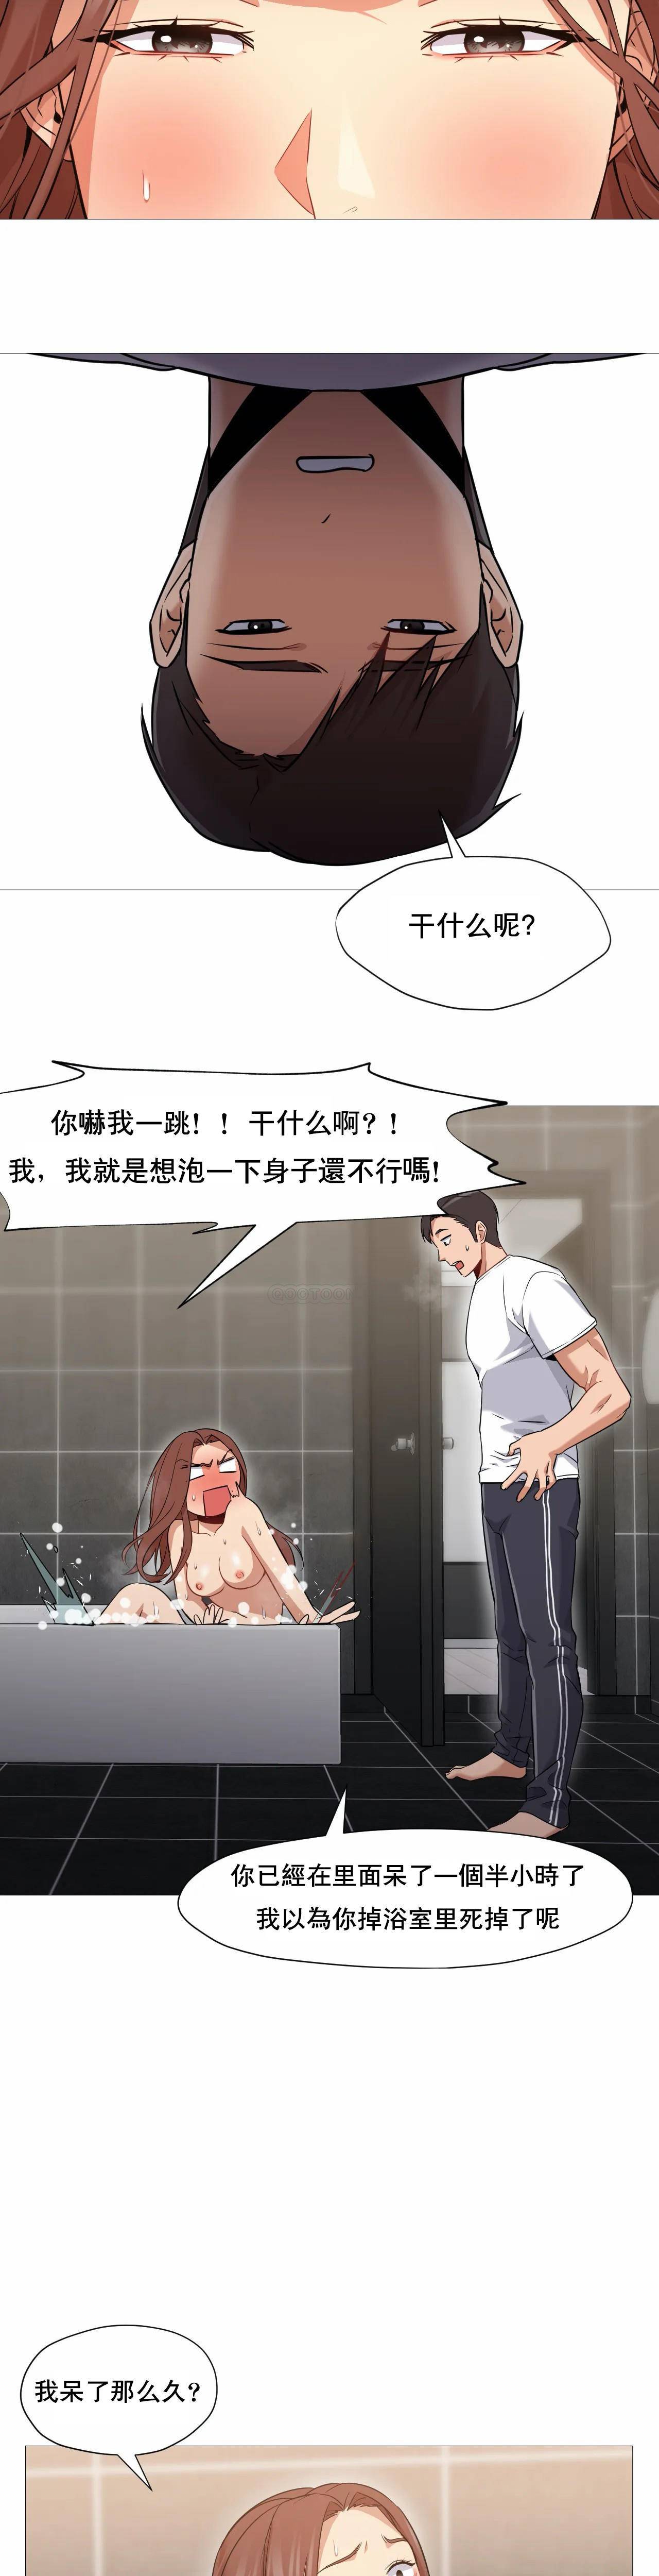 干什么呢?
你嚇我一跳！！干什么啊？！
我，我就是想泡一下身子還不行嗎!
你已經在里面呆了一個半小時了
我以為你掉浴室里死掉了呢
我呆了那么久?